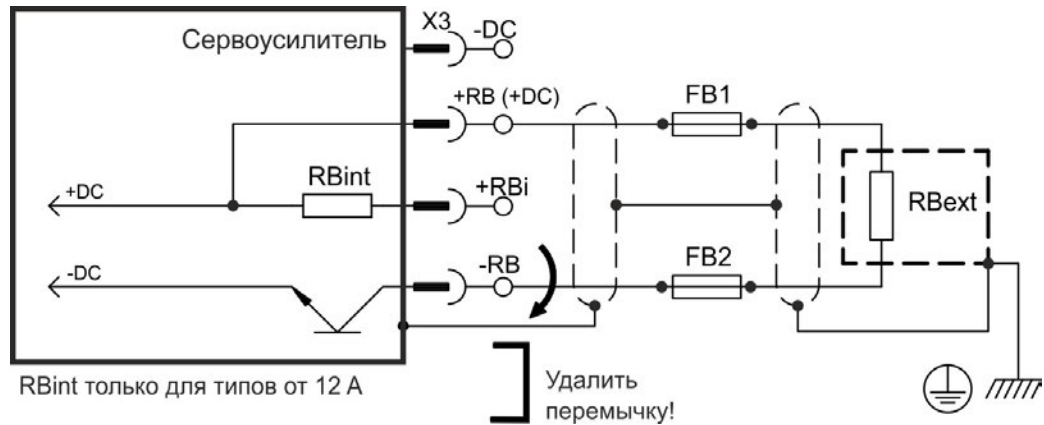 Сервоусилитель
X3
-DC
+RB (+DC)
FB1
+DC
RBint
+RBi
RBext
-DC
-RB
FB2
RBint только для типов от 12 А
Удалить
перемычку!